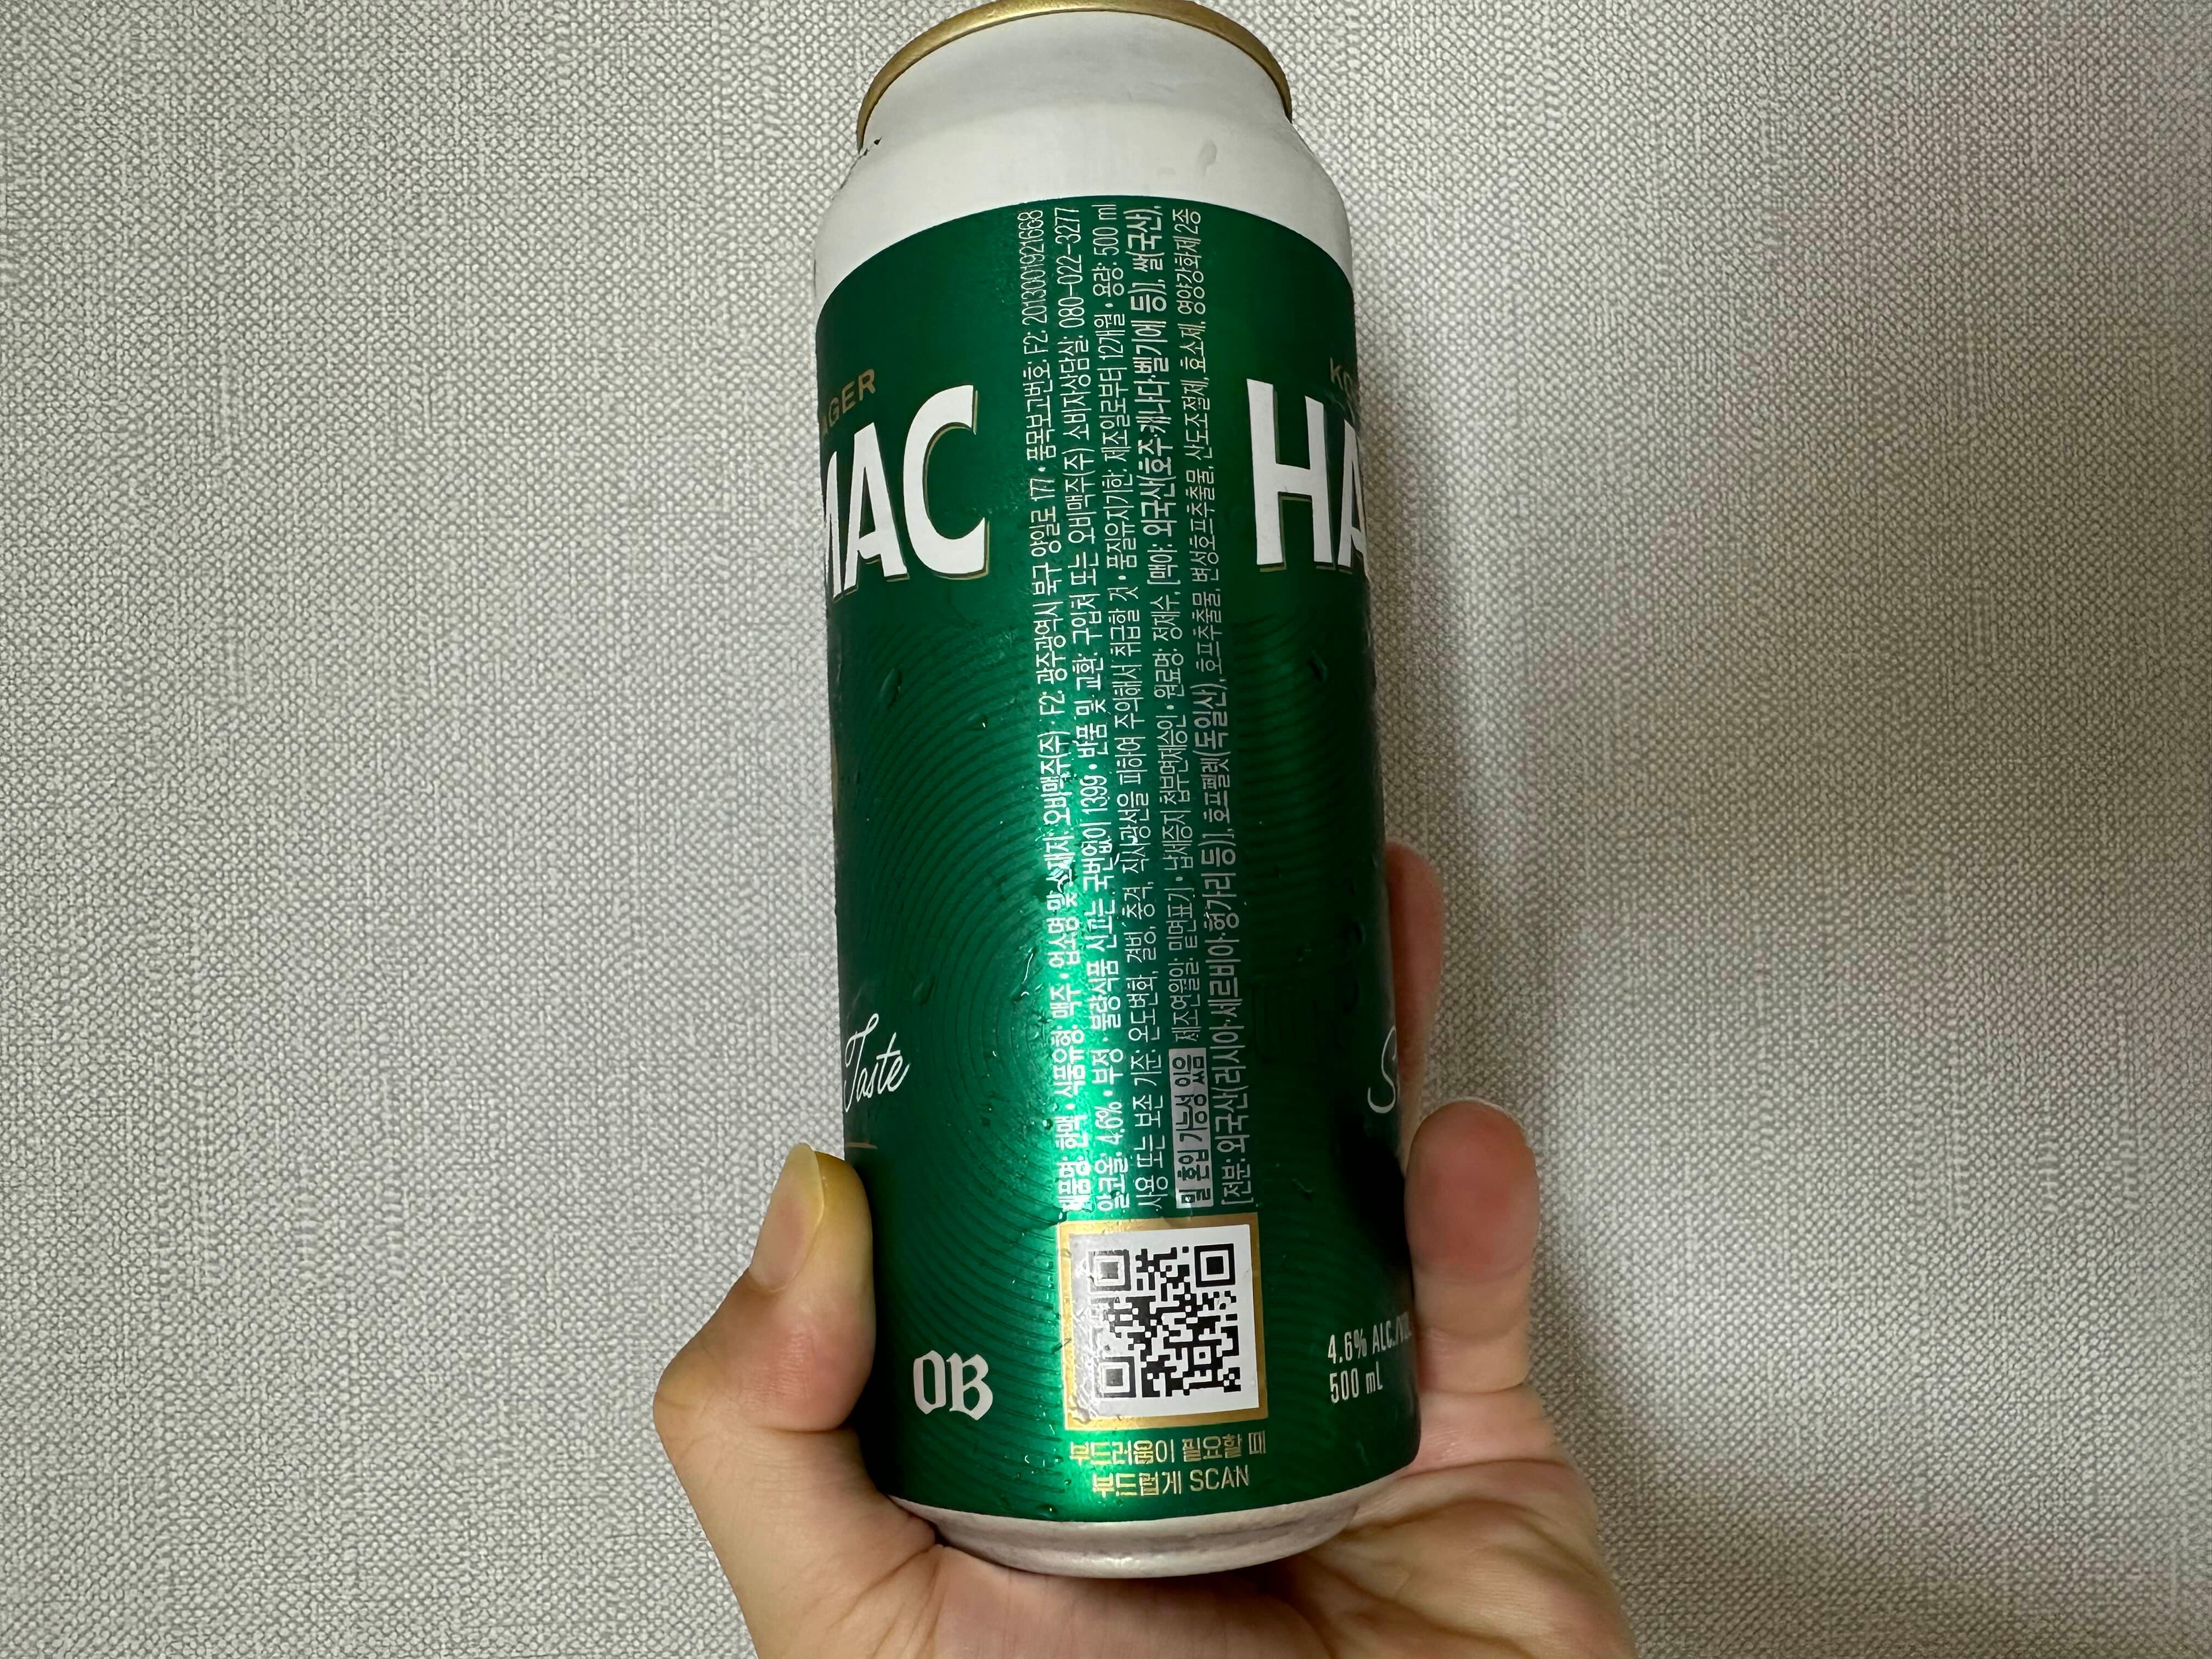 AGER
MAC
Taste
OB
제품명: 한맥 • 식품유형: 맥주 • 업소명 및 소재지: 오비맥주(주) · F2: 광주광역시 북구 양일로 177 • 품목보고번호: F2: 2013001921668
알코올: 4.6% • 부정 · 불량식품 신고는 국번없이 1399 • 반품 및 교환: 구입처 또는 오비맥주(주) 소비자상담실: 080-022-3277
사용 또는 보존 기준: 온도변화, 결빙, 충격, 직사광선을 피하여 주의해서 취급할 것 • 품질유지기한: 제조일로부터 12개월 • 용량: 500 ml
밀 혼입 가능성 있음 제조연월일: 밑면표기 • 납세증지 첩부면제승인 • 원료명: 정제수, [맥아: 외국산(호주·캐나다·벨기에 등)], 쌀(국산),
[전분: 외국산(러시아·세르비아·헝가리 등)], 호프펠렛(독일산), 호프추출물, 변성호프추출물, 산도조절제, 효소제, 영양강화제 2종
부드러움이 필요할 때
부드럽게 SCAN
KO
HA
S
4.6% ALC./VO
500 mL